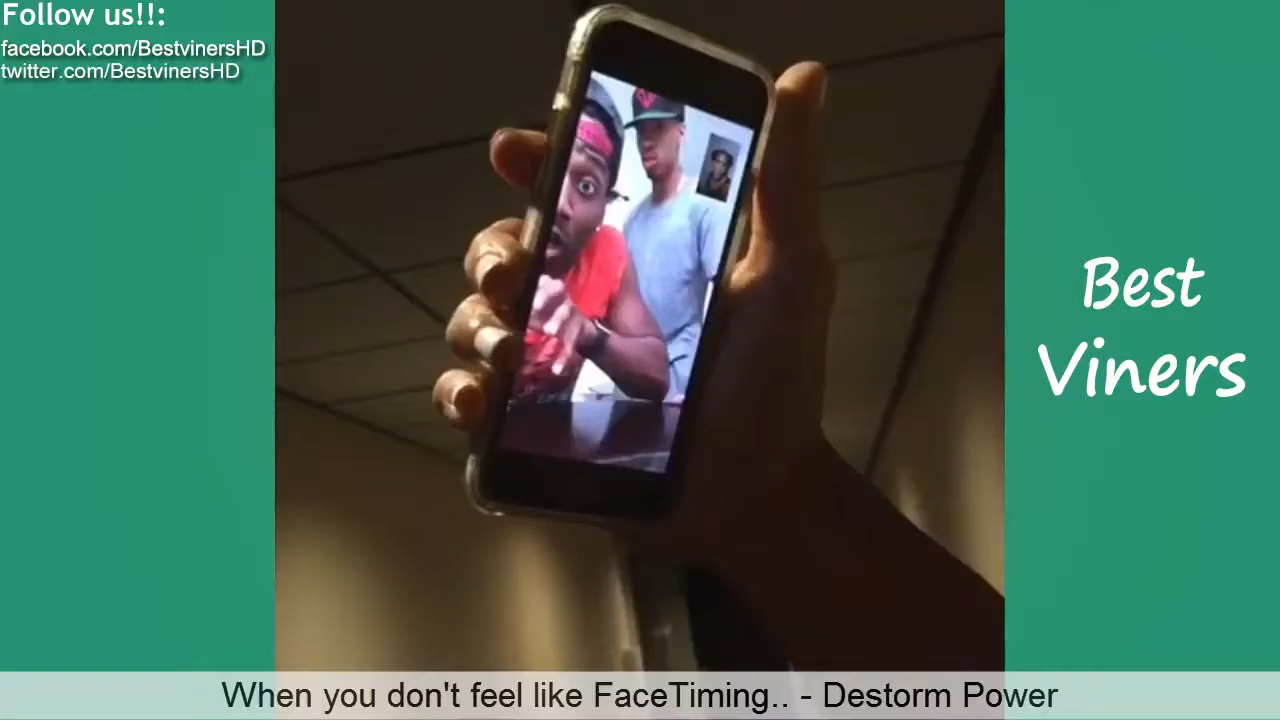 Follow us!!:
facebook.com/BestvinersHD
twitter.com/BestvinersHD
Best
Viners
When you don't feel like FaceTiming.. - Destorm Power